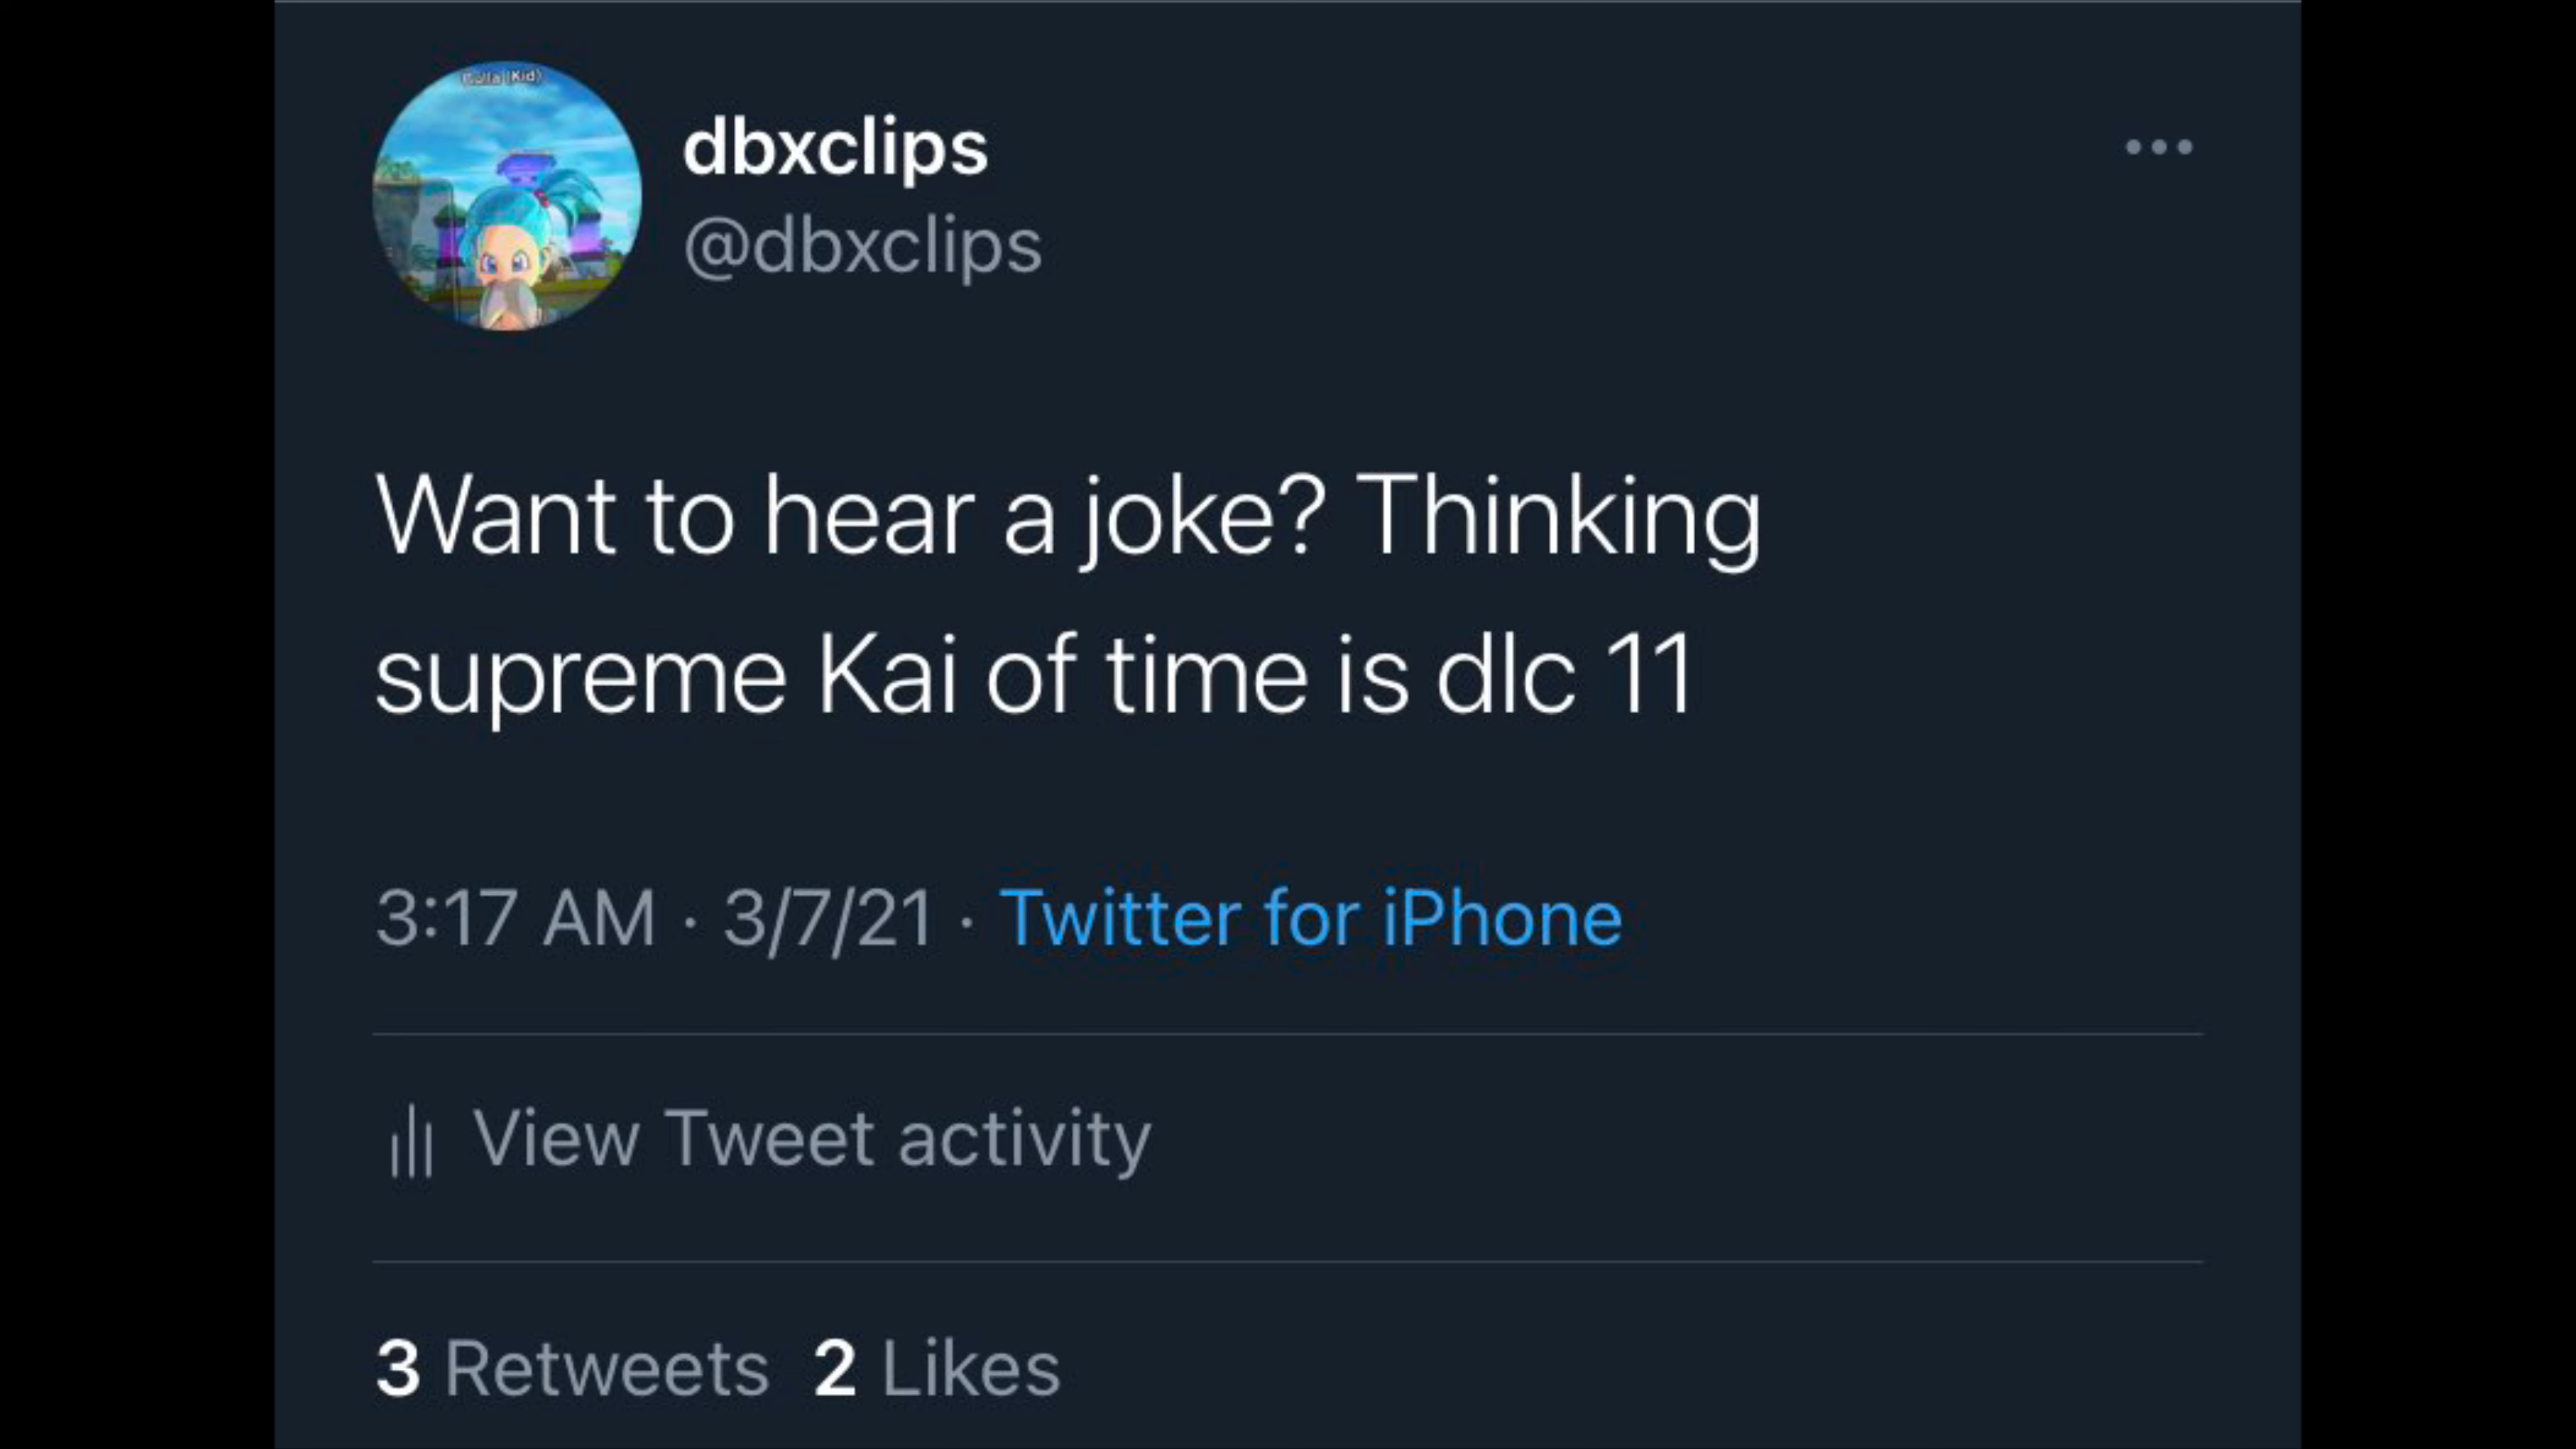 (Kid)
dbxclips
@dbxclips
Want to hear a joke? Thinking
supreme Kai of time is dlc 11
3:17 AM · 3/7/21 · Twitter for iPhone
View Tweet activity
3 Retweets 2 Likes